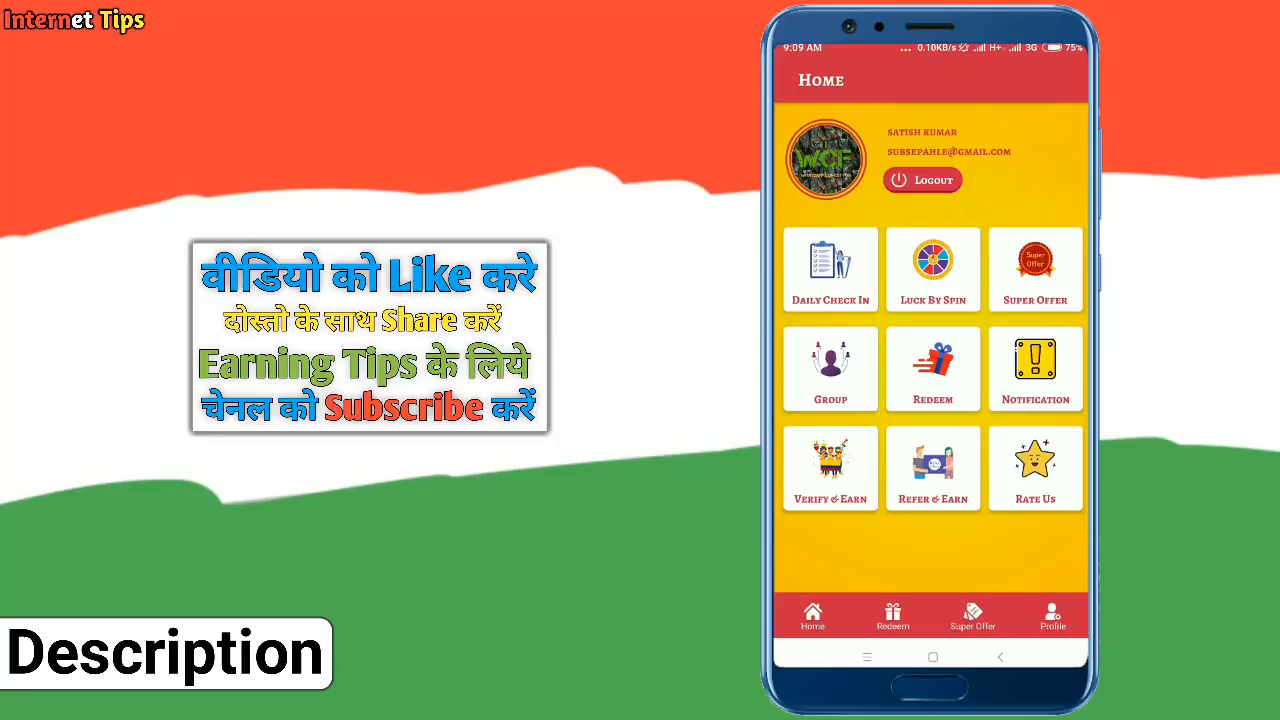 Internet Tips
वीडियो को Like करे
दोस्तो के साथ Share करें
Earning Tips के लिये
चेनल को Subscribe करें
Description
9:09 AM ... 0.10KB/s H+ 3G 75%
Home
SATISH KUMAR
SUBSEPAHLE@GMAIL.COM
Logout
WCF
Daily Check In
Luck By Spin
Super Offer
Super Offer
Group
Redeem
Notification
Verify & Earn
Refer & Earn
Rate Us
Home
Redeem
Super Offer
Profile